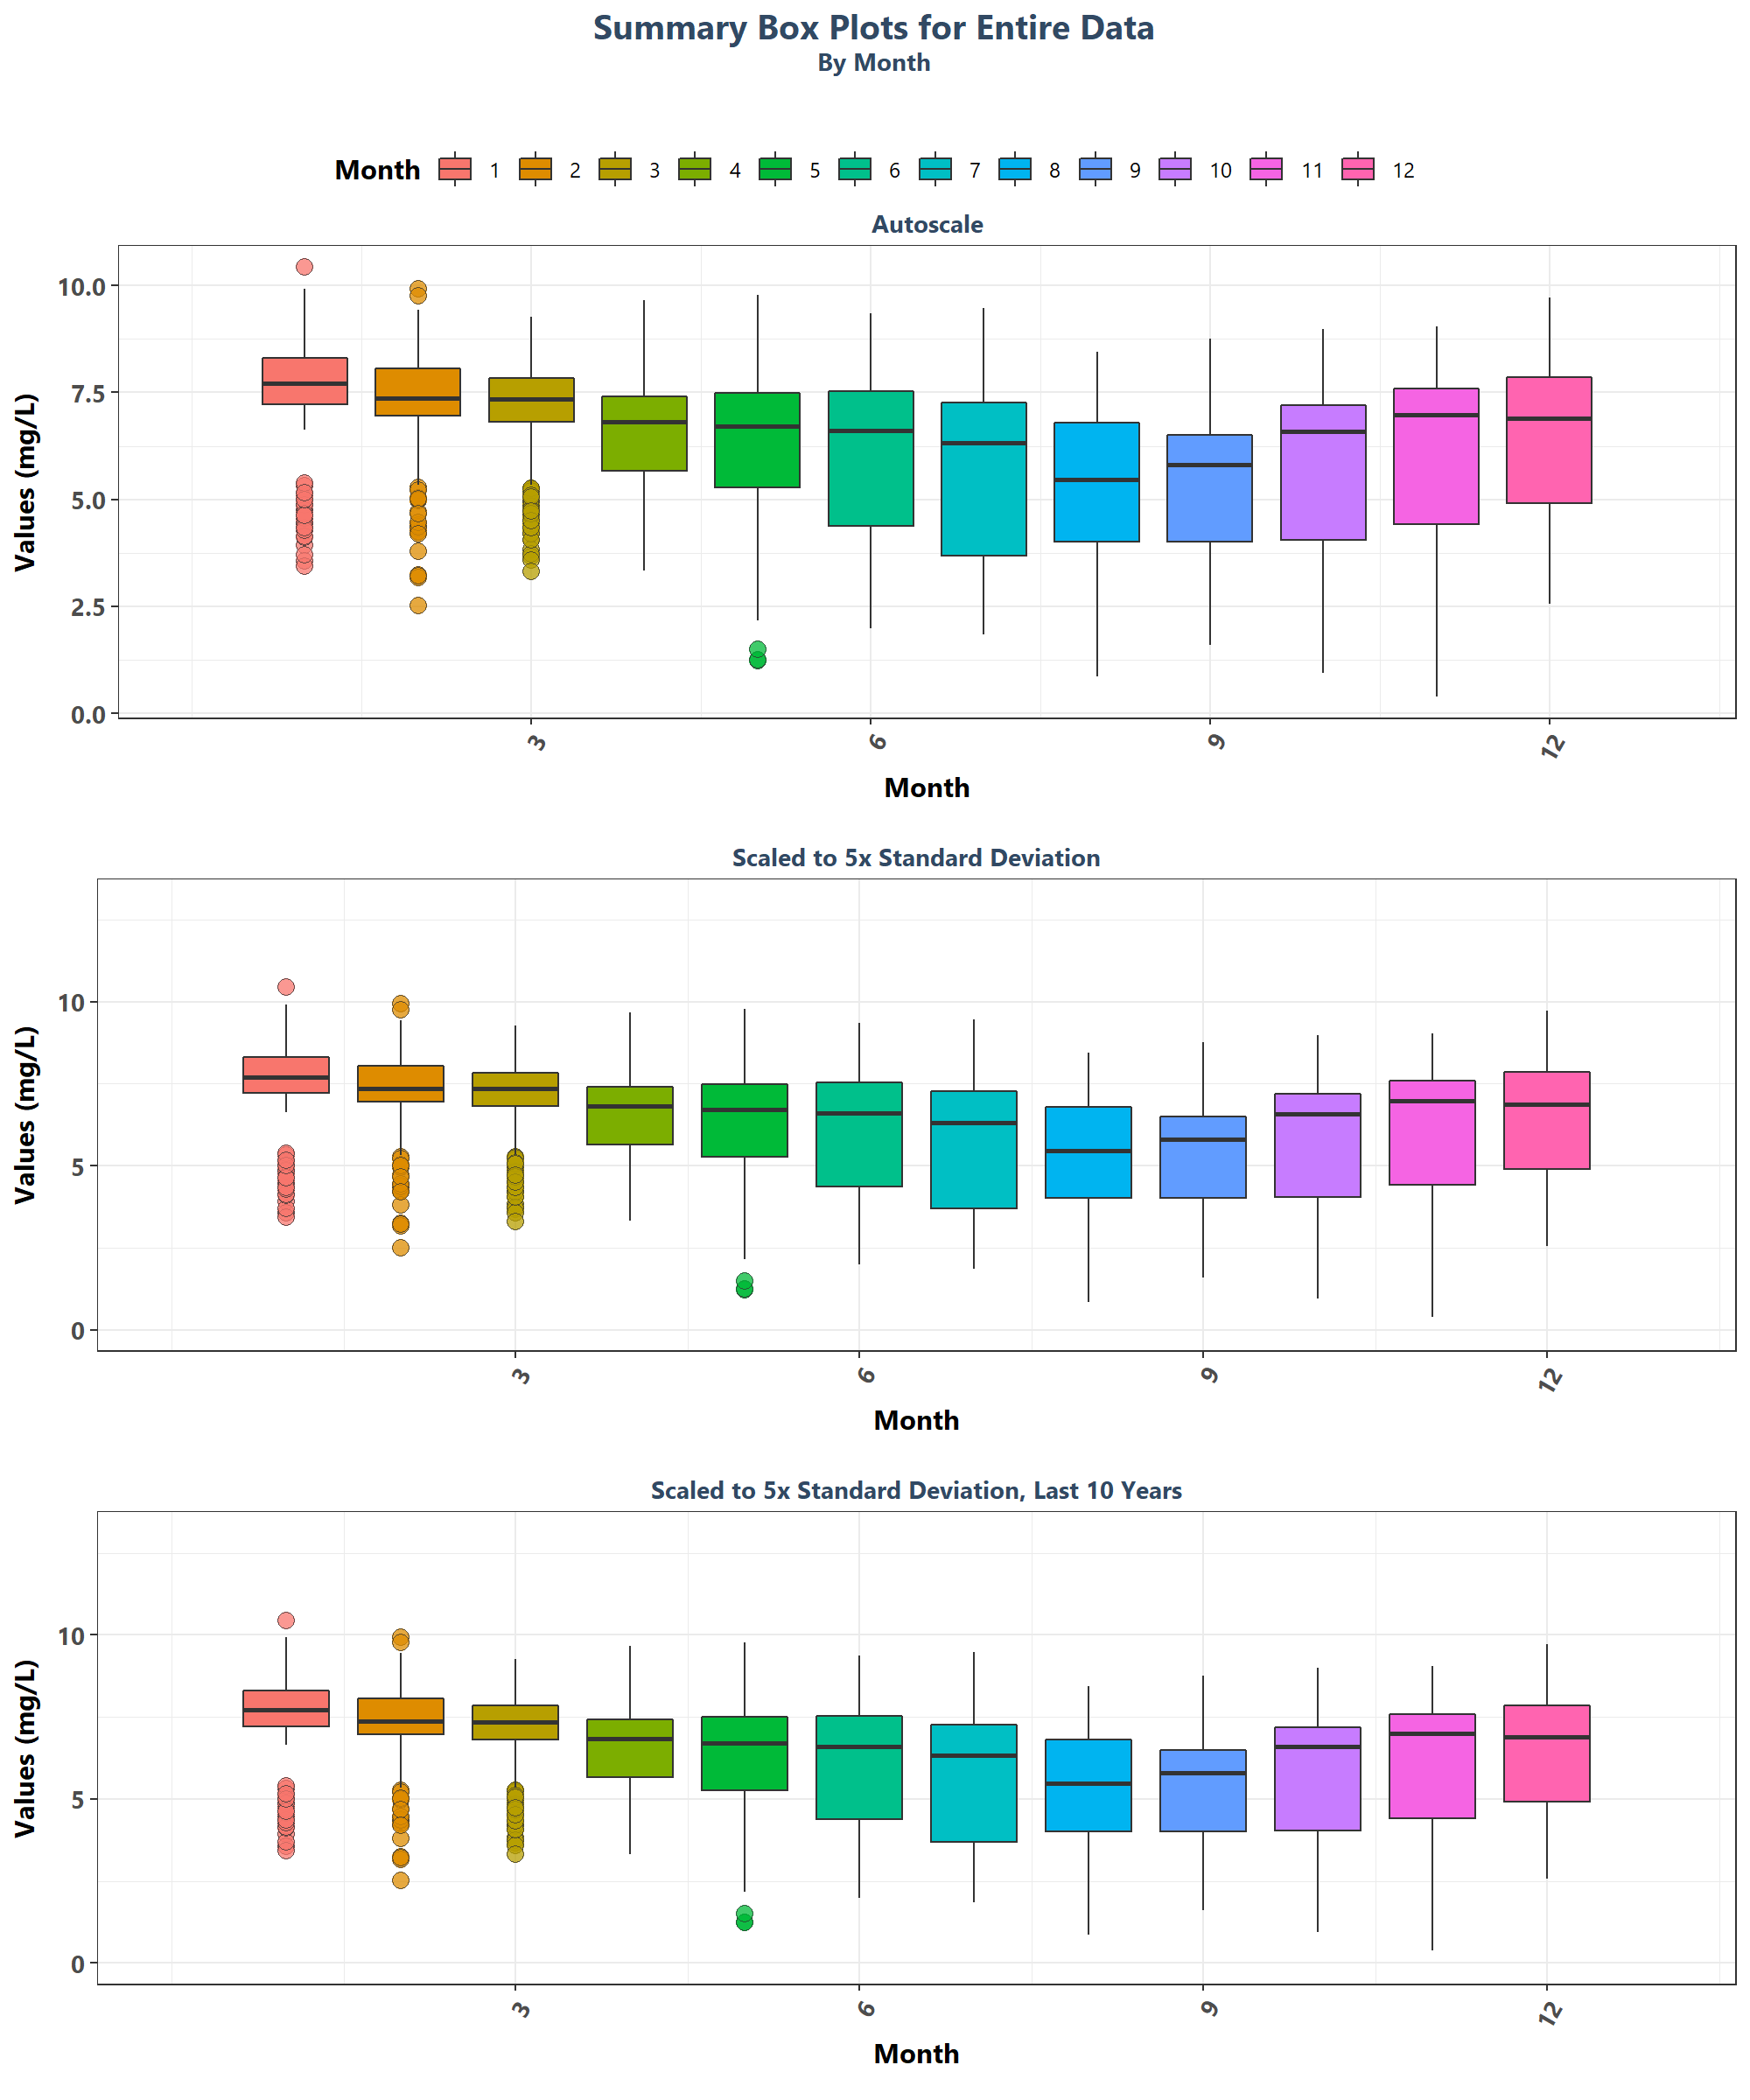 Summary Box Plots for Entire Data
By Month
Month 1 2 3 4 5 6 7 8 9 10 11 12
Autoscale
Values (mg/L)
10.0
7.5
5.0
2.5
0.0
3 6 9 12
Month
Scaled to 5x Standard Deviation
Values (mg/L)
10
5
0
3 6 9 12
Month
Scaled to 5x Standard Deviation, Last 10 Years
Values (mg/L)
10
5
0
3 6 9 12
Month